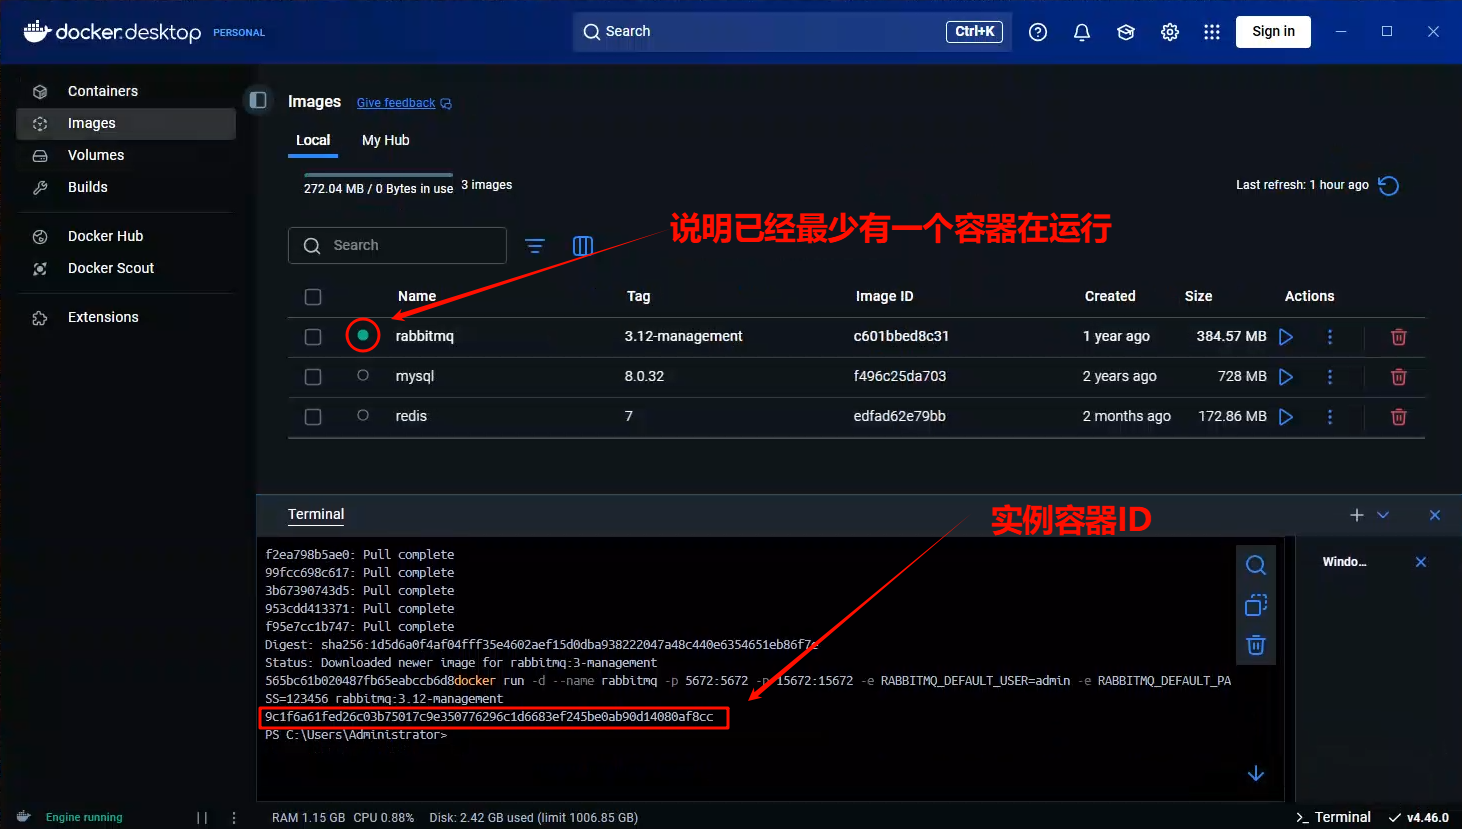 docker desktop PERSONAL
Search Ctrl+K
Sign in
Containers
Images
Volumes
Builds
Docker Hub
Docker Scout
Extensions
Images Give feedback
Local My Hub
272.04 MB / 0 Bytes in use 3 images
Last refresh: 1 hour ago
说明已经最少有一个容器在运行
Search
Name Tag Image ID Created Size Actions
rabbitmq 3.12-management c601bbed8c31 1 year ago 384.57 MB
mysql 8.0.32 f496c25da703 2 years ago 728 MB
redis 7 edfad62e79bb 2 months ago 172.86 MB
Terminal
实例容器ID
Windo...
f2ea798b5ae0: Pull complete
99fcc698c617: Pull complete
3b67390743d5: Pull complete
953cdd413371: Pull complete
f95e7cc1b747: Pull complete
Digest: sha256:1d5d6a0f4af04fff35e4602aef15d0dba938222047a48c440e6354651eb86f7e
Status: Downloaded newer image for rabbitmq:3-management
565bc61b020487fb65eabccb6d8docker run -d --name rabbitmq -p 5672:5672 -p 15672:15672 -e RABBITMQ_DEFAULT_USER=admin -e RABBITMQ_DEFAULT_PA
SS=123456 rabbitmq:3.12-management
9c1f6a61fed26c03b75017c9e350776296c1d6683ef245be0ab90d14080af8cc
PS C:\Users\Administrator>
Engine running
RAM 1.15 GB CPU 0.88% Disk: 2.42 GB used (limit 1006.85 GB)
>_ Terminal
v4.46.0